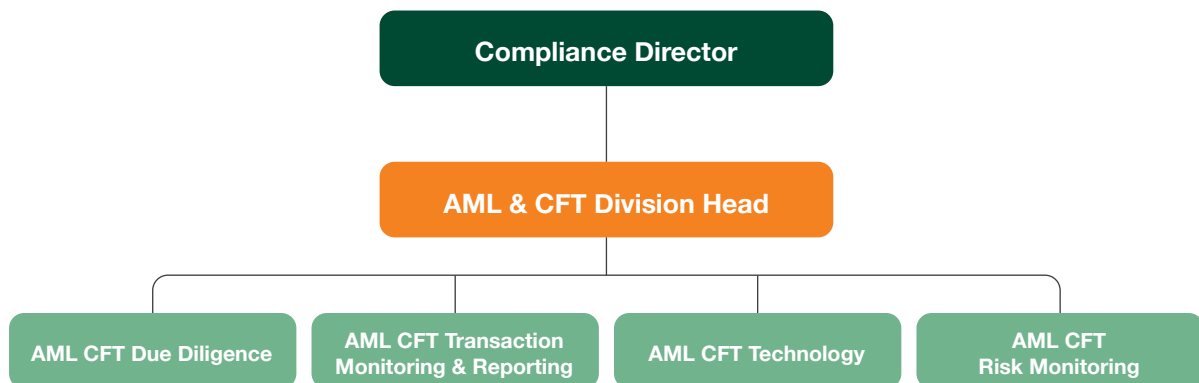 Compliance Director
AML & CFT Division Head
AML CFT Due Diligence
AML CFT Transaction
Monitoring & Reporting
AML CFT Technology
AML CFT
Risk Monitoring